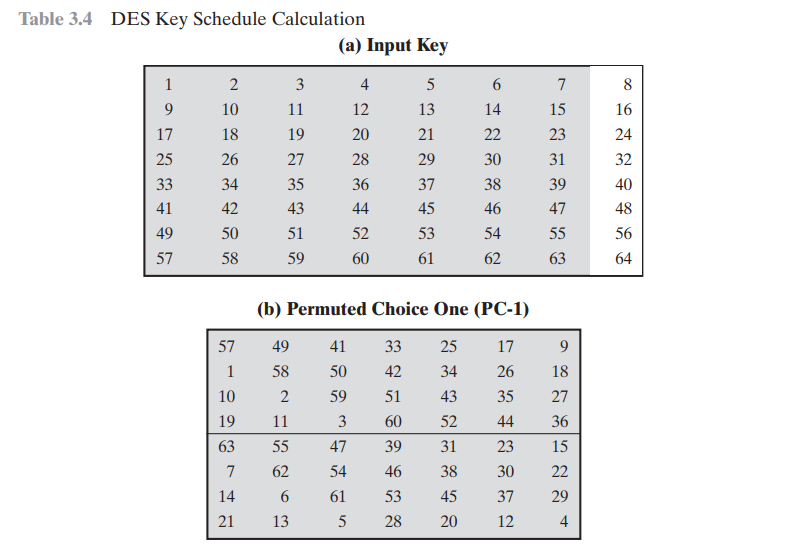 Table 3.4 DES Key Schedule Calculation
(a) Input Key
1 2 3 4 5 6 7 8
9 10 11 12 13 14 15 16
17 18 19 20 21 22 23 24
25 26 27 28 29 30 31 32
33 34 35 36 37 38 39 40
41 42 43 44 45 46 47 48
49 50 51 52 53 54 55 56
57 58 59 60 61 62 63 64
(b) Permuted Choice One (PC-1)
57 49 41 33 25 17 9
1 58 50 42 34 26 18
10 2 59 51 43 35 27
19 11 3 60 52 44 36
63 55 47 39 31 23 15
7 62 54 46 38 30 22
14 6 61 53 45 37 29
21 13 5 28 20 12 4